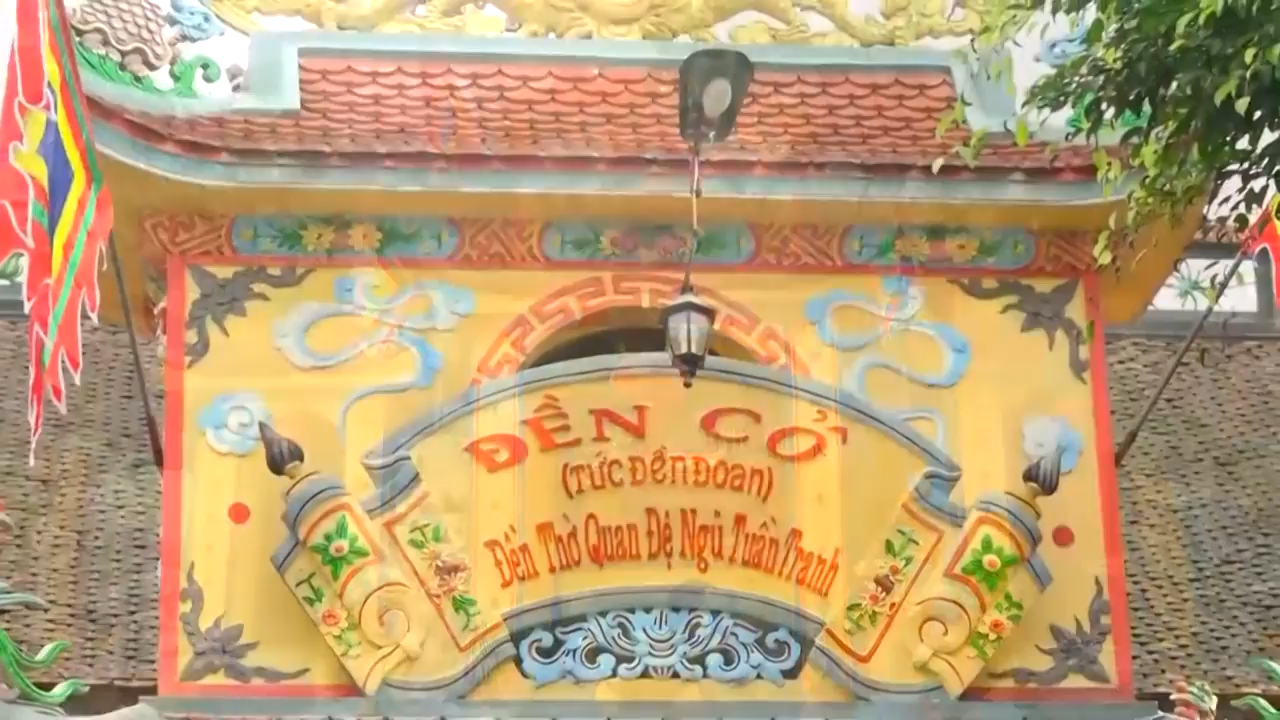 ĐỀN CỔ
(TỨC ĐỀN ĐOAN)
Đền Thờ Quan Đệ Ngũ Tuần Tranh